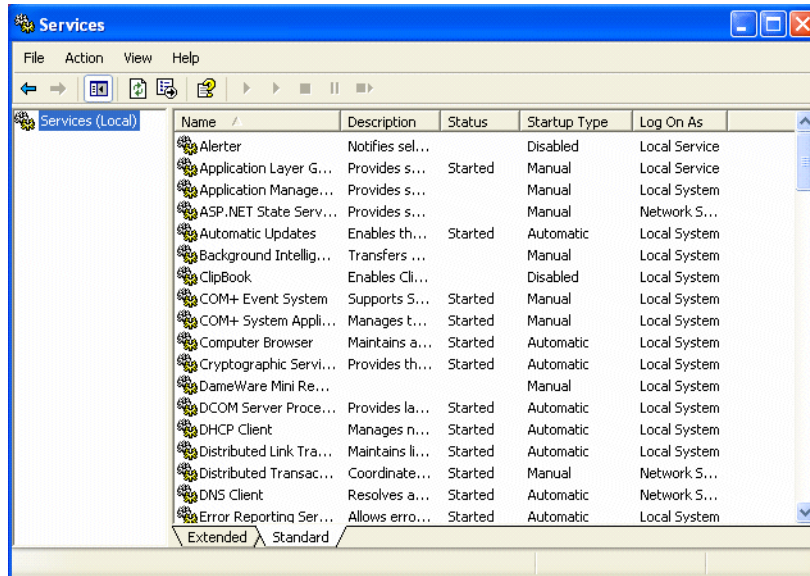 Services
File Action View Help
Services (Local)
Name Description Status Startup Type Log On As
Alerter Notifies sel... Disabled Local Service
Application Layer G... Provides s... Started Manual Local Service
Application Manage... Provides s... Manual Local System
ASP.NET State Serv... Provides s... Manual Network S...
Automatic Updates Enables th... Started Automatic Local System
Background Intellig... Transfers ... Manual Local System
ClipBook Enables Cli... Disabled Local System
COM+ Event System Supports S... Started Manual Local System
COM+ System Appli... Manages t... Started Manual Local System
Computer Browser Maintains a... Started Automatic Local System
Cryptographic Servi... Provides th... Started Automatic Local System
DameWare Mini Re... Manual Local System
DCOM Server Proce... Provides la... Started Automatic Local System
DHCP Client Manages n... Started Automatic Local System
Distributed Link Tra... Maintains li... Started Automatic Local System
Distributed Transac... Coordinate... Started Manual Network S...
DNS Client Resolves a... Started Automatic Network S...
Error Reporting Ser... Allows erro... Started Automatic Local System
Extended Standard